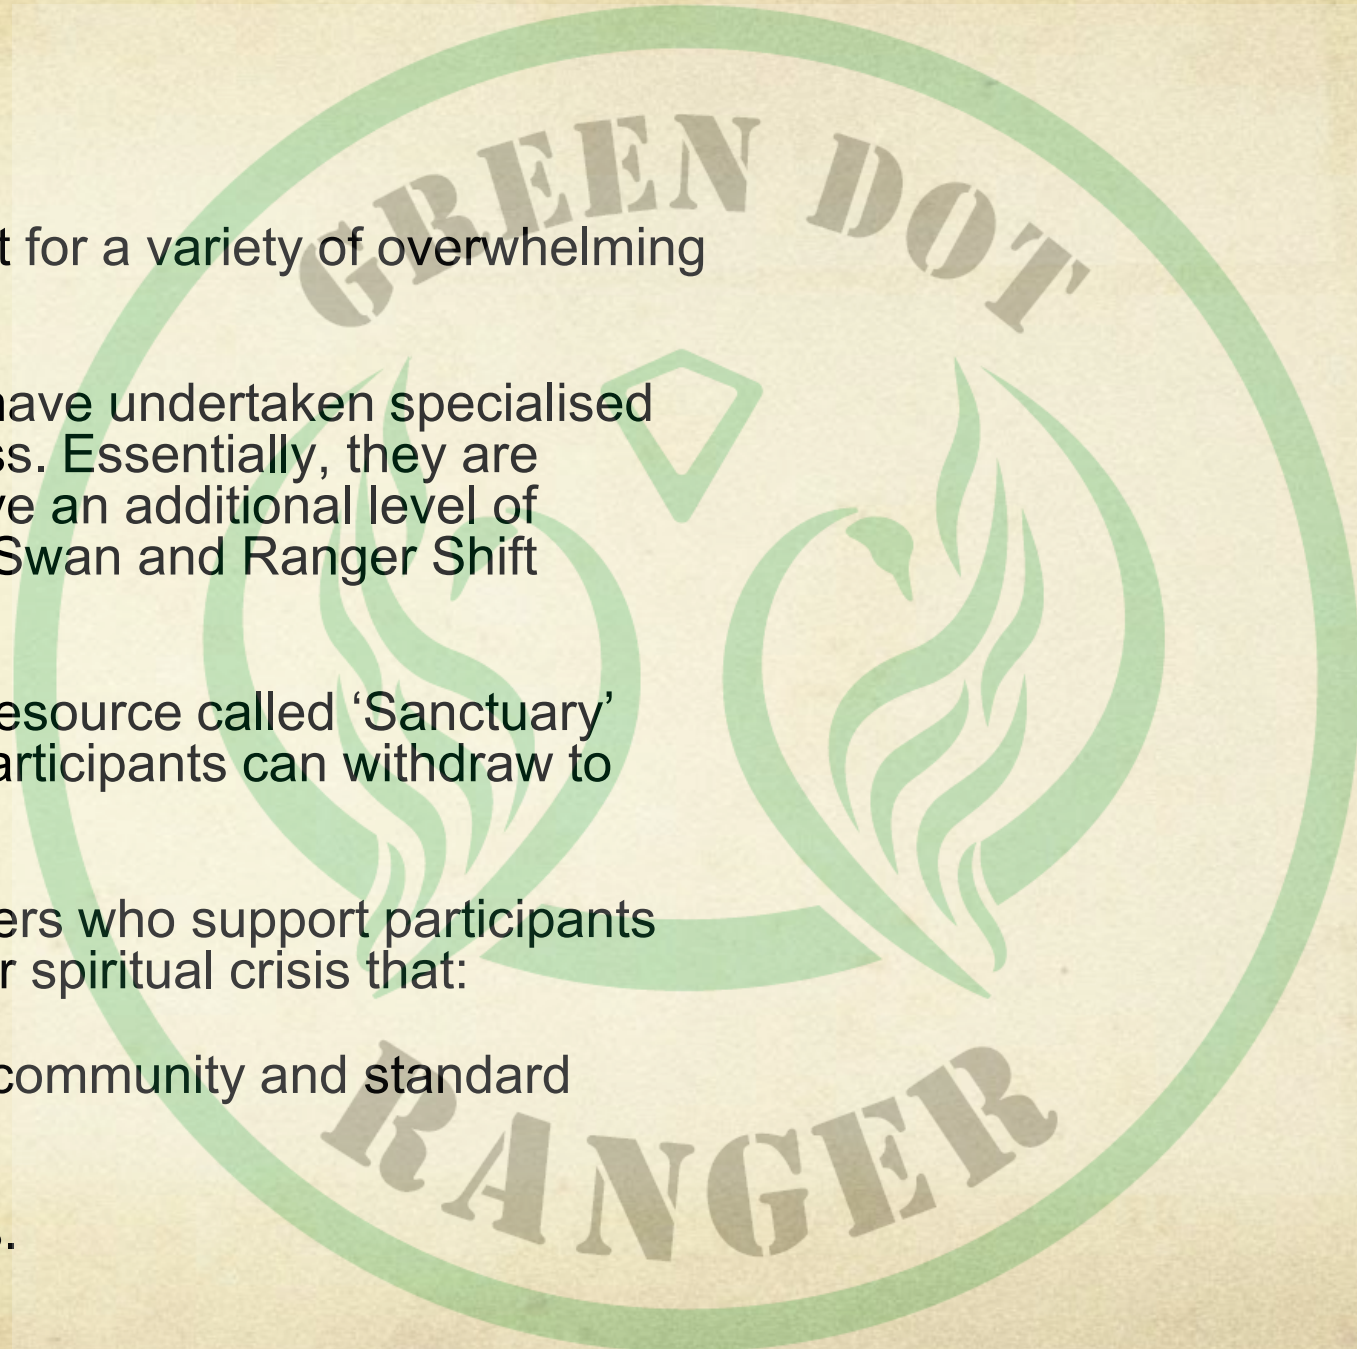 GREEN DOT
t for a variety of overwhelming
have undertaken specialised
ss. Essentially, they are
ve an additional level of
Swan and Ranger Shift
esource called ‘Sanctuary’
articipants can withdraw to
ers who support participants
r spiritual crisis that:
community and standard
RANGER
s.